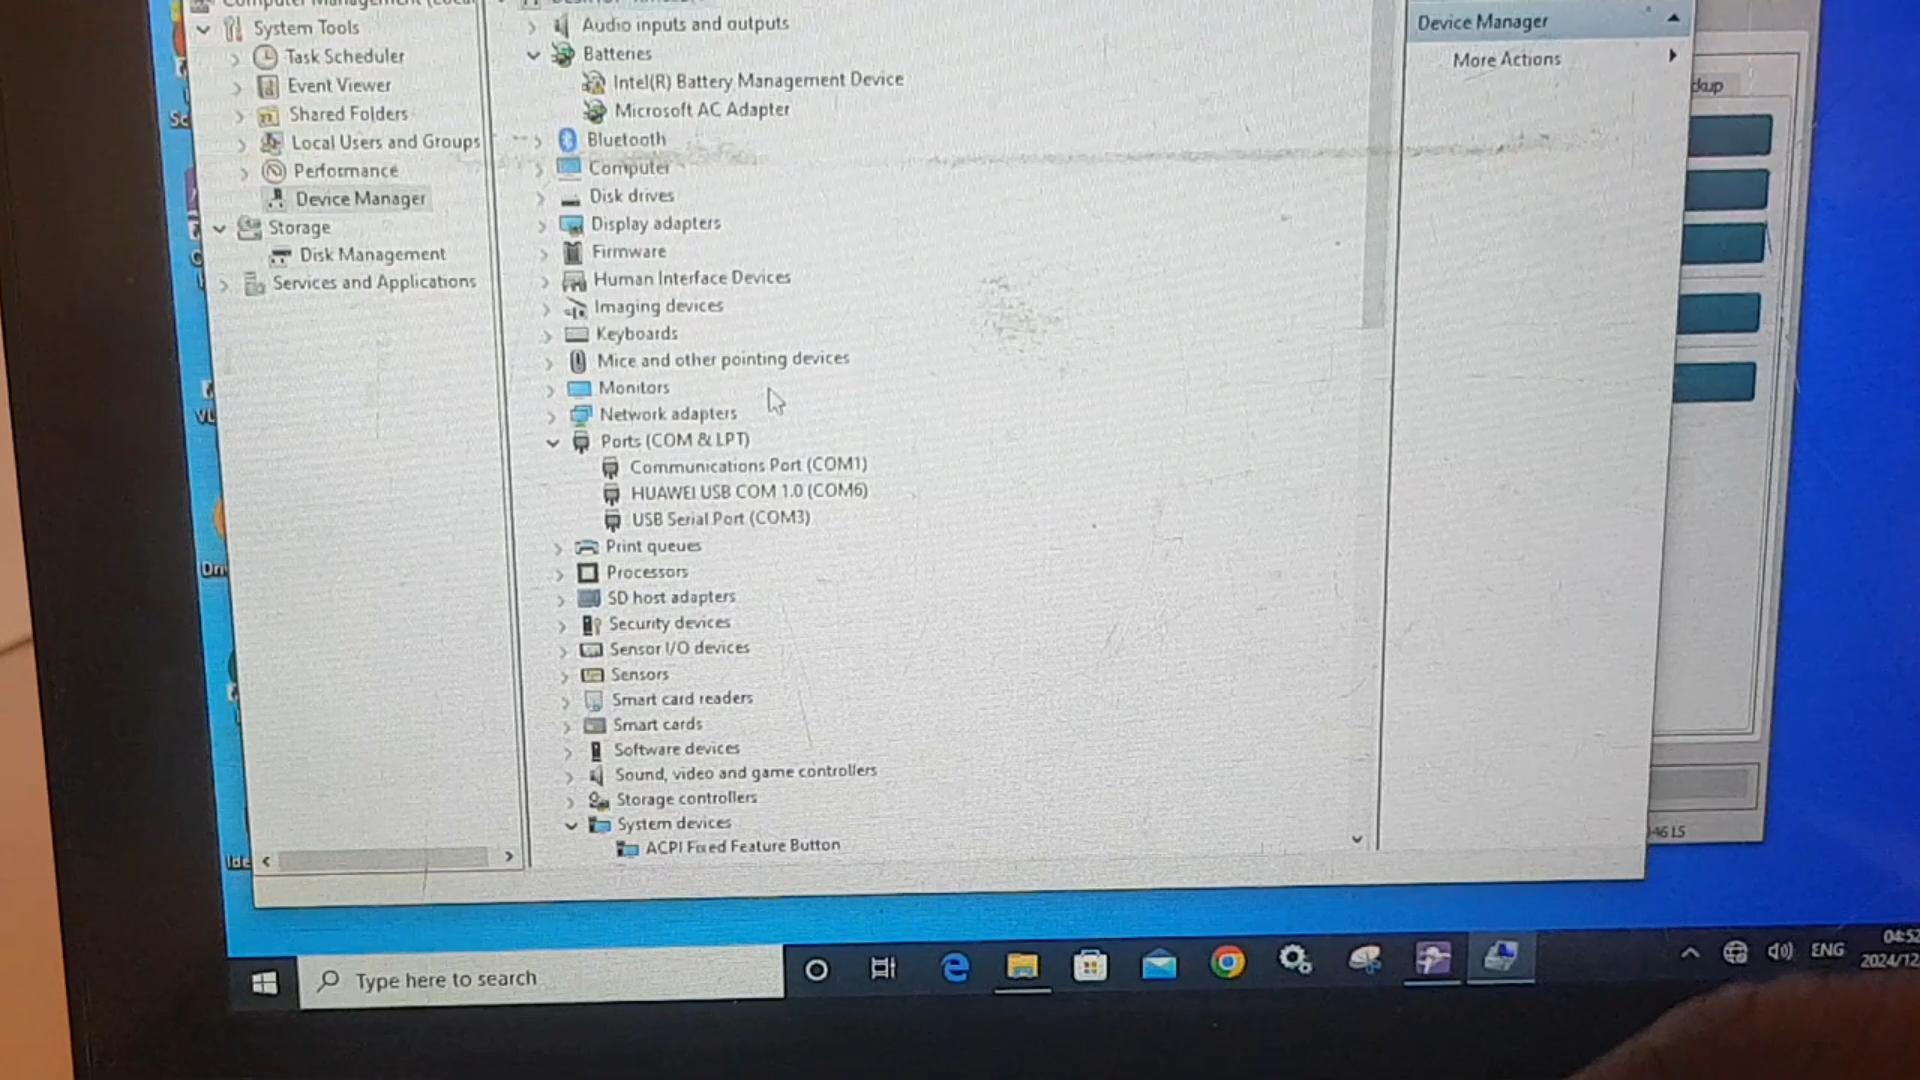 System Tools
Task Scheduler
Event Viewer
Shared Folders
Local Users and Groups
Performance
Device Manager
Storage
Disk Management
Services and Applications
Audio inputs and outputs
Batteries
Intel(R) Battery Management Device
Microsoft AC Adapter
Bluetooth
Computer
Disk drives
Display adapters
Firmware
Human Interface Devices
Imaging devices
Keyboards
Mice and other pointing devices
Monitors
Network adapters
Ports (COM & LPT)
Communications Port (COM1)
HUAWEI USB COM 1.0 (COM6)
USB Serial Port (COM3)
Print queues
Processors
SD host adapters
Security devices
Sensor I/O devices
Sensors
Smart card readers
Smart cards
Software devices
Sound, video and game controllers
Storage controllers
System devices
ACPI Fixed Feature Button
Device Manager
More Actions
Type here to search
ENG
04:52
2024/12